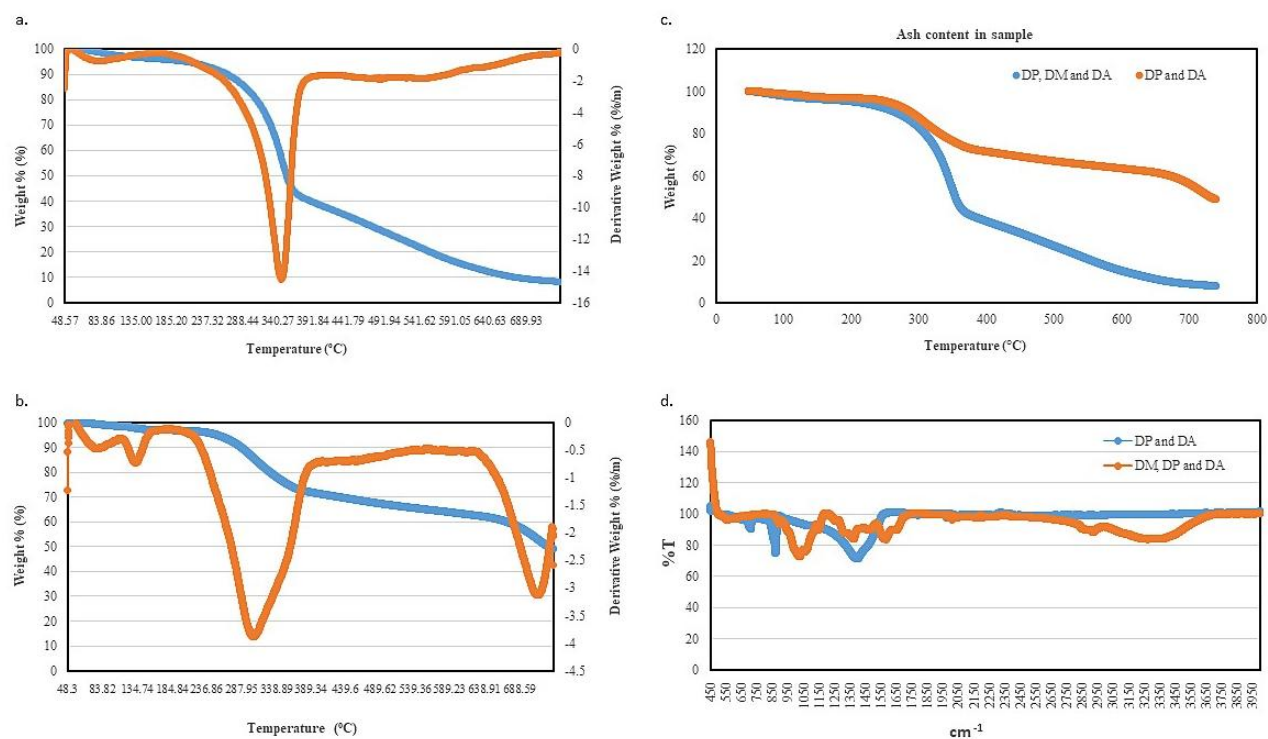 a.
100
90
80
70
60
50
40
30
20
10
0
Weight % (%)
0
-2
-4
-6
-8
-10
-12
-14
-16
Derivative Weight % (%/m)
48.57 83.86 135.00 185.20 237.32 288.44 340.27 391.84 441.79 491.94 541.62 591.05 640.63 689.93
Temperature (°C)
c.
Ash content in sample
DP, DM and DA DP and DA
120
100
80
60
40
20
0
Weight (%)
0 100 200 300 400 500 600 700 800
Temperature (°C)
b.
100
90
80
70
60
50
40
30
20
10
0
Weight % (%)
0
-0.5
-1
-1.5
-2
-2.5
-3
-3.5
-4
-4.5
Derivative Weight % (%/m)
48.3 83.82 134.74 184.84 236.86 287.95 338.89 389.34 439.6 489.62 539.36 589.23 638.91 688.59
Temperature (°C)
d.
DP and DA
DM, DP and DA
160
140
120
100
80
60
40
20
0
%T
450 550 650 750 850 950 1050 1150 1250 1350 1450 1550 1650 1750 1850 1950 2050 2150 2250 2350 2450 2550 2650 2750 2850 2950 3050 3150 3250 3350 3450 3550 3650 3750 3850 3950
cm-1